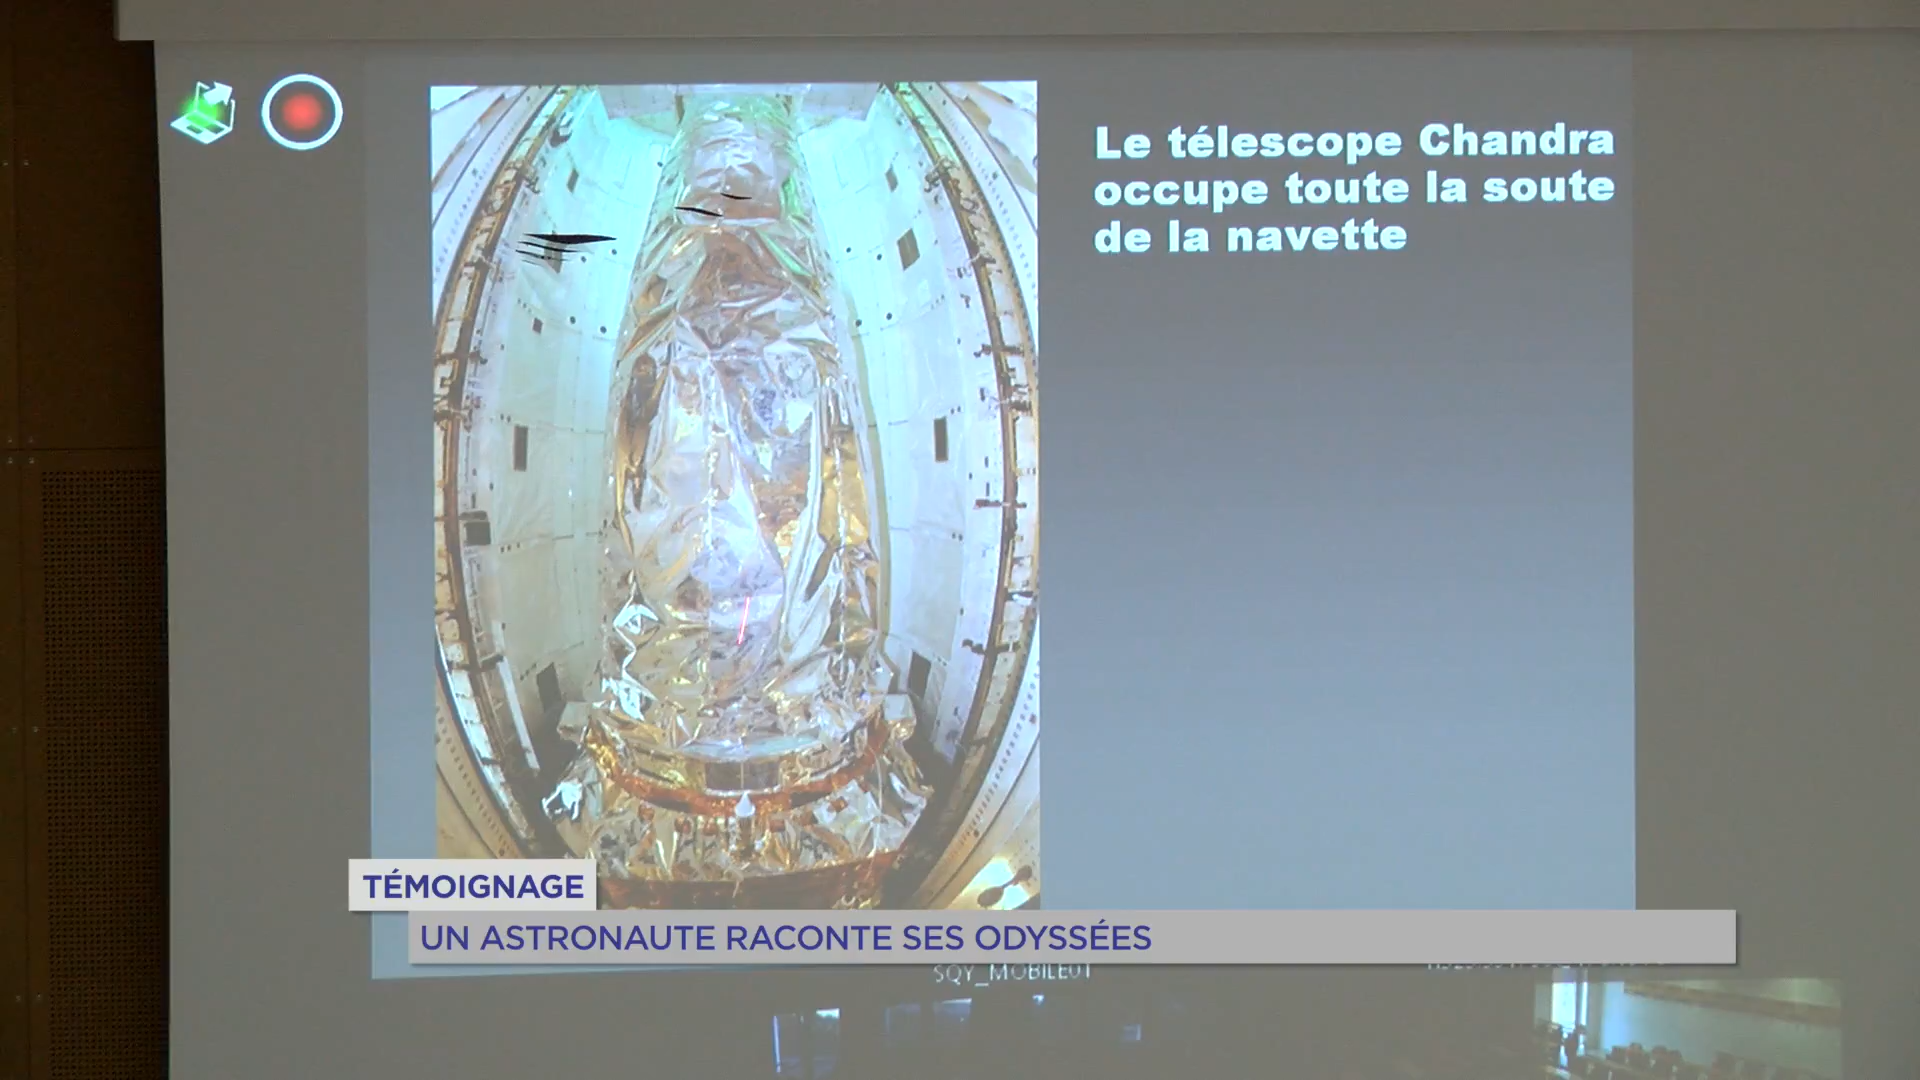 Le télescope Chandra
occupe toute la soute
de la navette
TÉMOIGNAGE
UN ASTRONAUTE RACONTE SES ODYSSÉES
SQY_MOBILE01